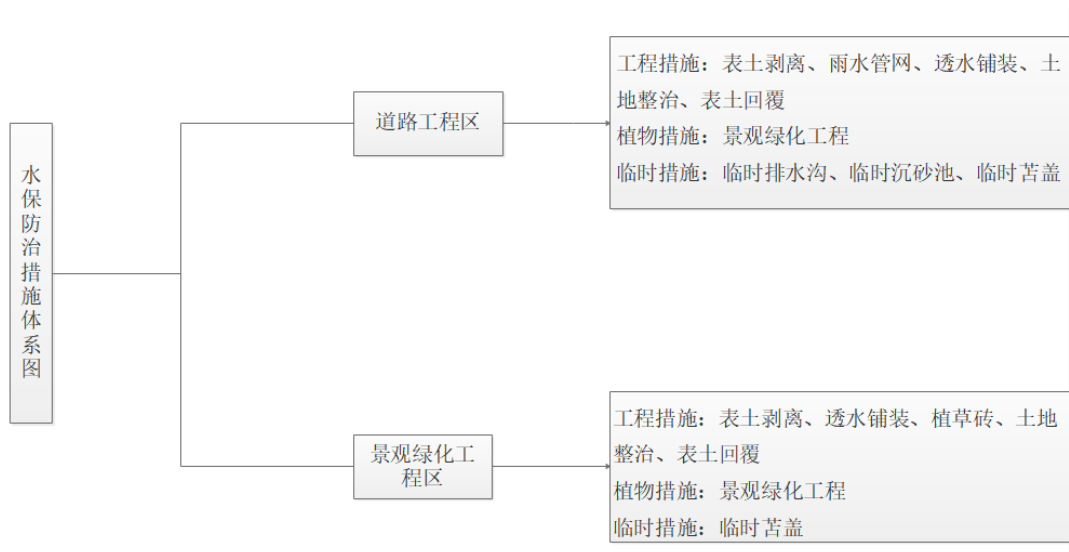 水保防治措施体系图
道路工程区
工程措施：表土剥离、雨水管网、透水铺装、土
地整治、表土回覆
植物措施：景观绿化工程
临时措施：临时排水沟、临时沉砂池、临时苫盖
景观绿化工
程区
工程措施：表土剥离、透水铺装、植草砖、土地
整治、表土回覆
植物措施：景观绿化工程
临时措施：临时苫盖